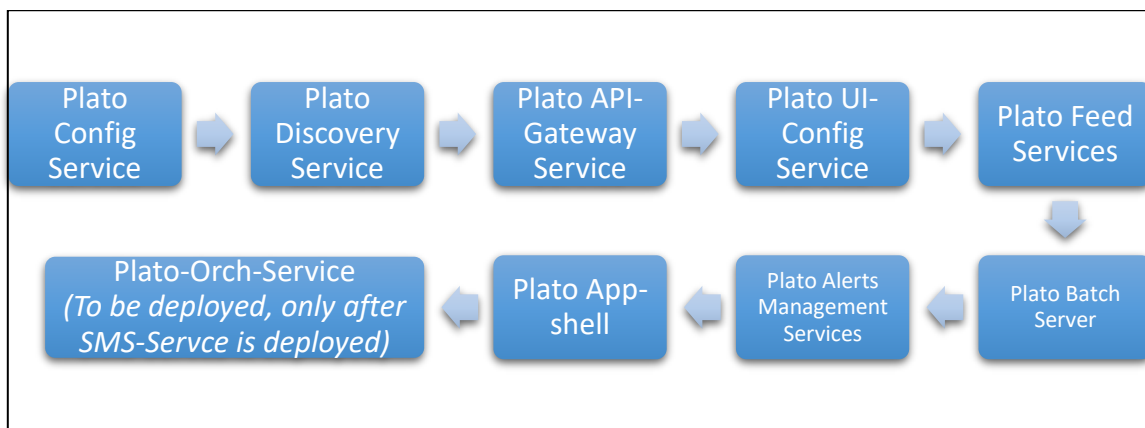 Plato
Config
Service
Plato
Discovery
Service
Plato API-
Gateway
Service
Plato UI-
Config
Service
Plato Feed
Services
Plato-Orch-Service
(To be deployed, only after
SMS-Servce is deployed)
Plato App-
shell
Plato Alerts
Management
Services
Plato Batch
Server